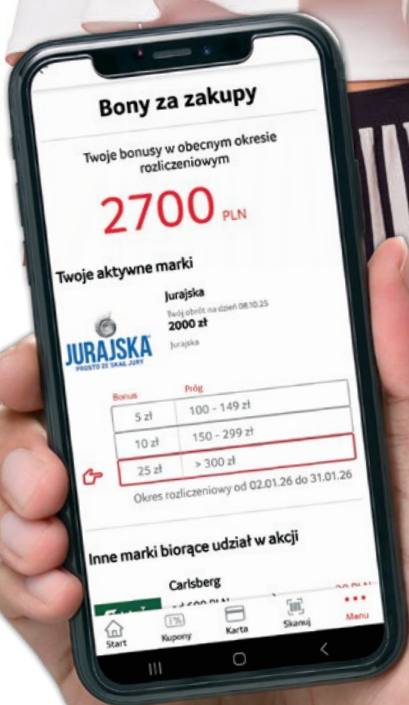 Bony za zakupy
Twoje bonusy w obecnym okresie
rozliczeniowym
2700 PLN
Twoje aktywne marki
Jurajska
Twój obrót na dzień 08.10.25
2000 zł
Jurajska
JURAJSKA
PROSTO ZE SKAŁ JURY
Bonus Próg
5 zł 100 - 149 zł
10 zł 150 - 299 zł
25 zł > 300 zł
Okres rozliczeniowy od 02.01.26 do 31.01.26
Inne marki biorące udział w akcji
Carlsberg
Start Kupony Karta Skanuj Menu